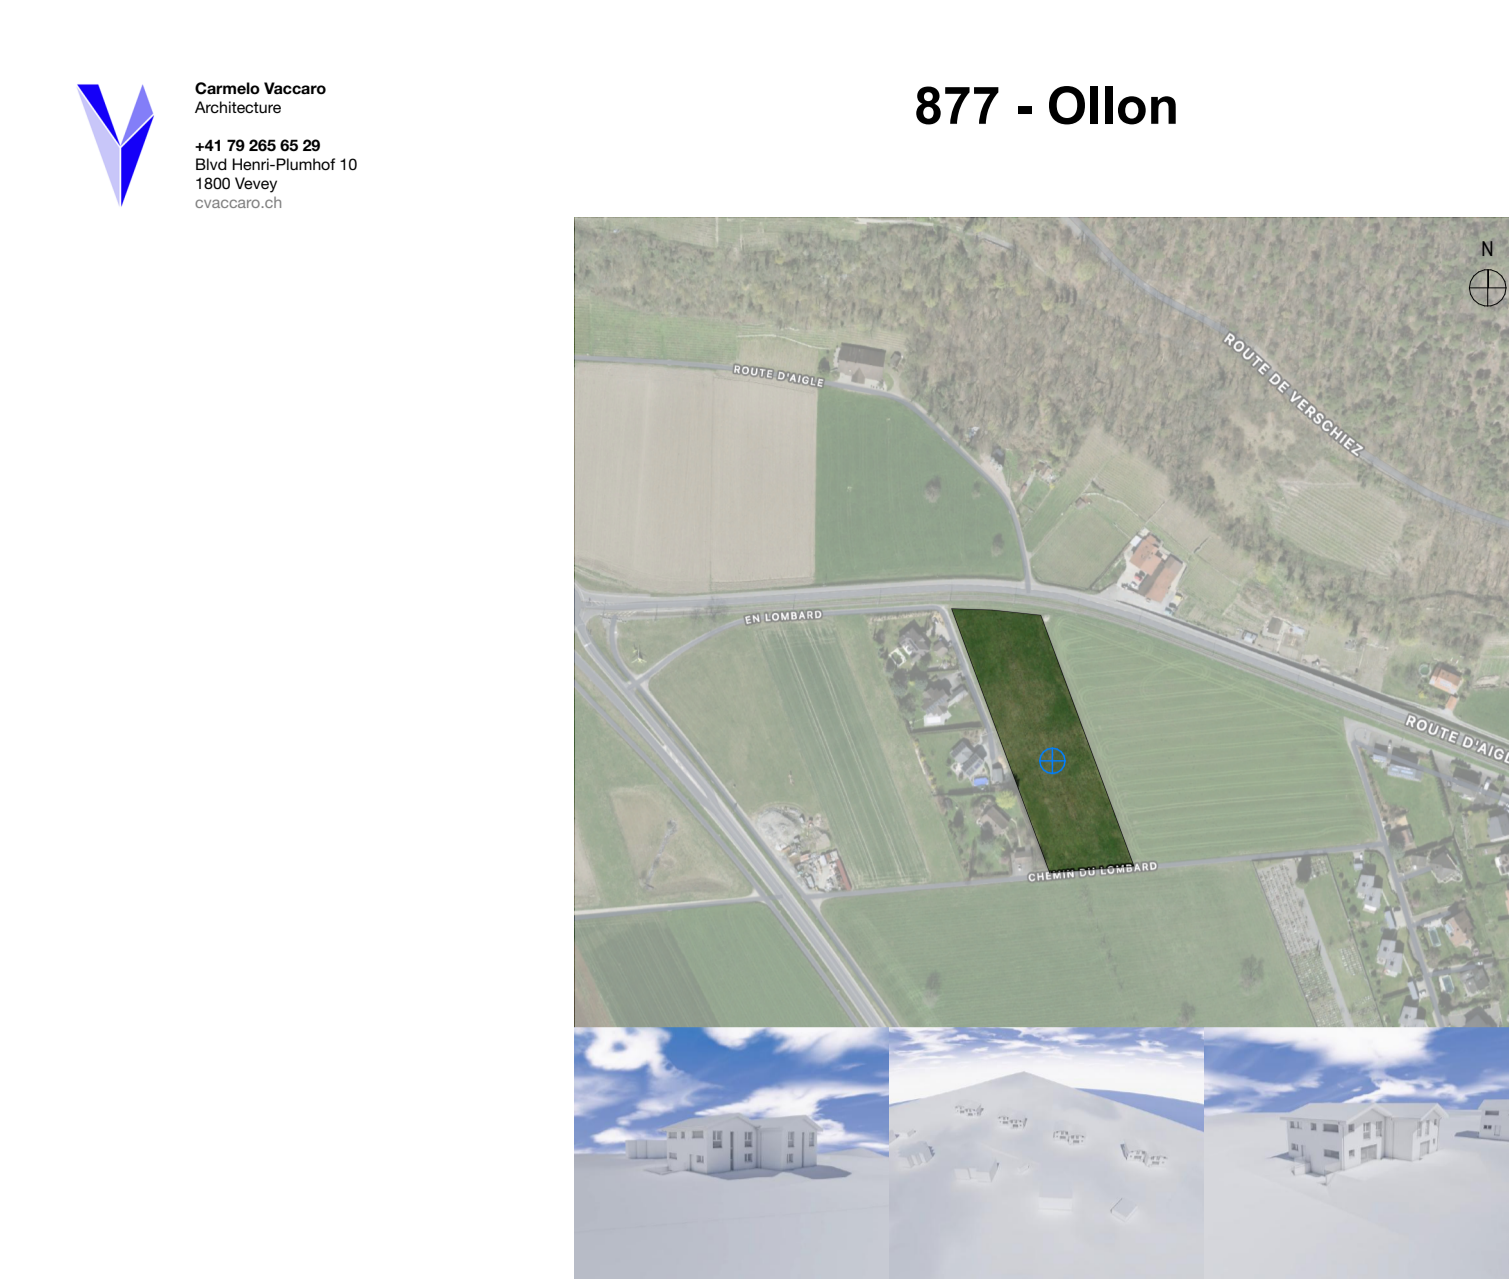 Carmelo Vaccaro
Architecture
+41 79 265 65 29
Blvd Henri-Plumhof 10
1800 Vevey
cvaccaro.ch
877 - Ollon
N
ROUTE DE VERSCHIEZ
ROUTE D'AIGLE
EN LOMBARD
ROUTE D'AIGL
CHEMIN DU LOMBARD